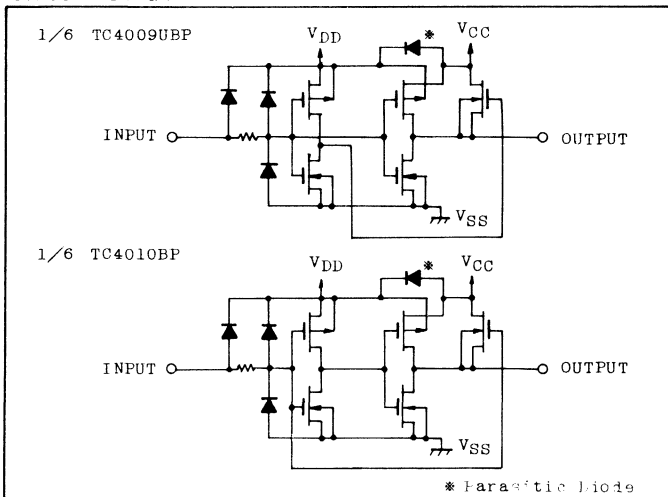 1/6 TC4009UBP
VDD
※
VCC
INPUT
OUTPUT
VSS
1/6 TC4010BP
VDD
※
VCC
INPUT
OUTPUT
VSS
※ Parasitic Diode